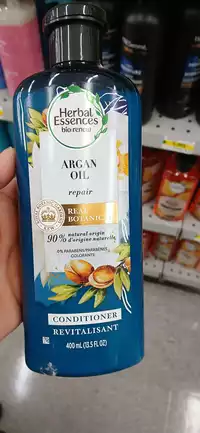 Herbal
Essences
bio:renew
ARGAN
OIL
repair
REAL
BOTANICALS
90% natural origin
d'origine naturelle
0% PARABENS/PARABÈNES
COLORANTS
CONDITIONER
REVITALISANT
400 mL (13.5 FL OZ)